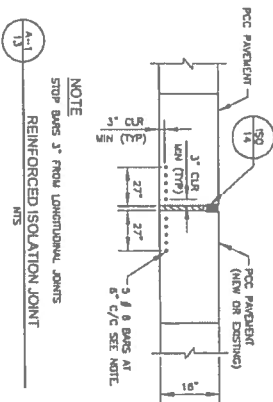 PCC PAVEMENT
ISO
14
PCC PAVEMENT
(NEW OR EXISTING)
3" CLR
MIN (TYP)
3" CLR
MIN (TYP)
27"
27"
16"
5 # 6 BARS AT
6" C/C SEE NOTE
NOTE
STOP BARS 3" FROM LONGITUDINAL JOINTS
A-1
13
REINFORCED ISOLATION JOINT
NTS